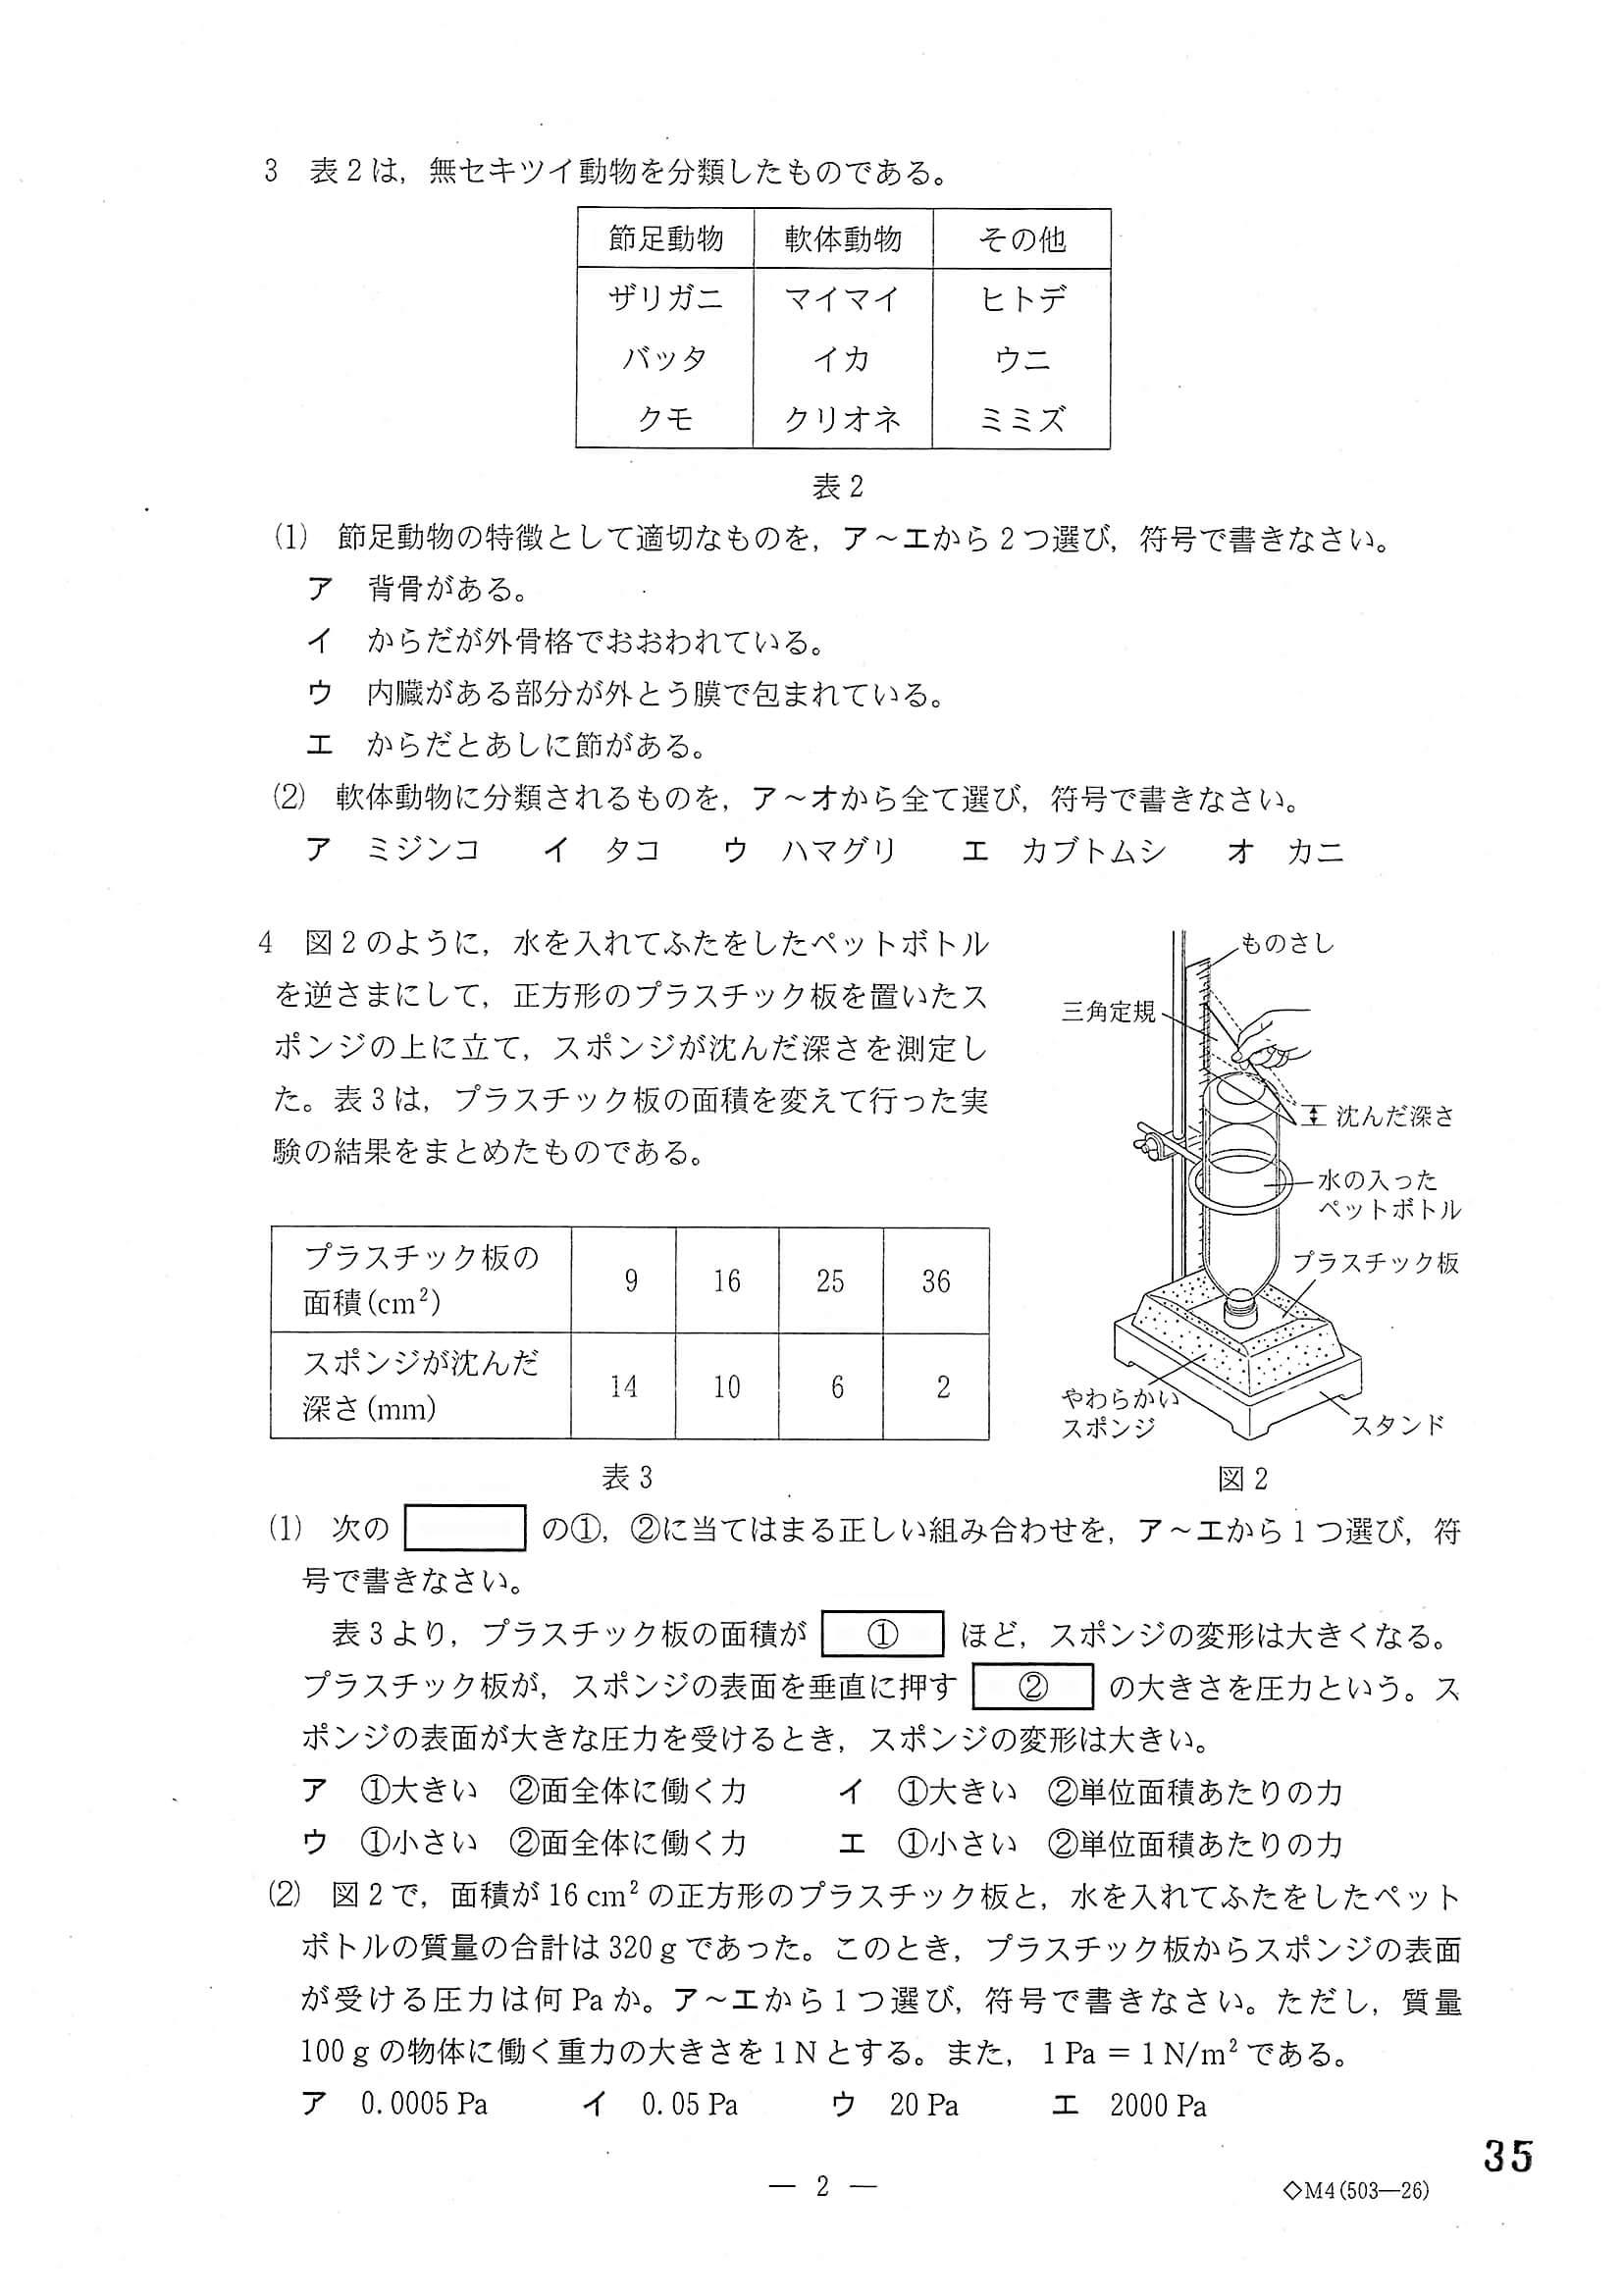 3　表2は，無セキツイ動物を分類したものである。
節足動物　軟体動物　その他
ザリガニ　マイマイ　ヒトデ
バッタ　イカ　ウニ
クモ　クリオネ　ミミズ
表2
(1)　節足動物の特徴として適切なものを，ア～エから2つ選び，符号で書きなさい。
ア　背骨がある。
イ　からだが外骨格でおおわれている。
ウ　内臓がある部分が外とう膜で包まれている。
エ　からだとあしに節がある。
(2)　軟体動物に分類されるものを，ア～オから全て選び，符号で書きなさい。
ア　ミジンコ　イ　タコ　ウ　ハマグリ　エ　カブトムシ　オ　カニ
4　図2のように，水を入れてふたをしたペットボトル
を逆さまにして，正方形のプラスチック板を置いたス
ポンジの上に立て，スポンジが沈んだ深さを測定し
た。表3は，プラスチック板の面積を変えて行った実
験の結果をまとめたものである。
プラスチック板の
面積(cm²)　9　16　25　36
スポンジが沈んだ
深さ(mm)　14　10　6　2
表3
ものさし
三角定規
沈んだ深さ
水の入った
ペットボトル
プラスチック板
やわらかい
スポンジ
スタンド
図2
(1)　次の　の①，②に当てはまる正しい組み合わせを，ア～エから1つ選び，符
号で書きなさい。
表3より，プラスチック板の面積が　①　ほど，スポンジの変形は大きくなる。
プラスチック板が，スポンジの表面を垂直に押す　②　の大きさを圧力という。ス
ポンジの表面が大きな圧力を受けるとき，スポンジの変形は大きい。
ア　①大きい　②面全体に働く力　イ　①大きい　②単位面積あたりの力
ウ　①小さい　②面全体に働く力　エ　①小さい　②単位面積あたりの力
(2)　図2で，面積が16 cm²の正方形のプラスチック板と，水を入れてふたをしたペット
ボトルの質量の合計は320 gであった。このとき，プラスチック板からスポンジの表面
が受ける圧力は何Paか。ア～エから1つ選び，符号で書きなさい。ただし，質量
100 gの物体に働く重力の大きさを1 Nとする。また，1 Pa = 1 N/m²である。
ア　0.0005 Pa　イ　0.05 Pa　ウ　20 Pa　エ　2000 Pa
35
— 2 —
◇M4(503—26)